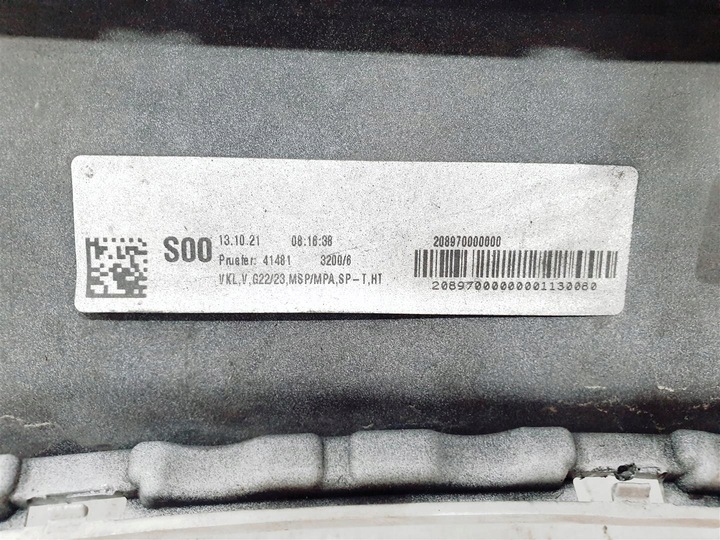 S00
13.10.21 08:16:38
Pruefer: 41481 3200/6
VKL,V,G22/23,MSP/MPA,SP-T,HT
208970000000
20897000000001130060